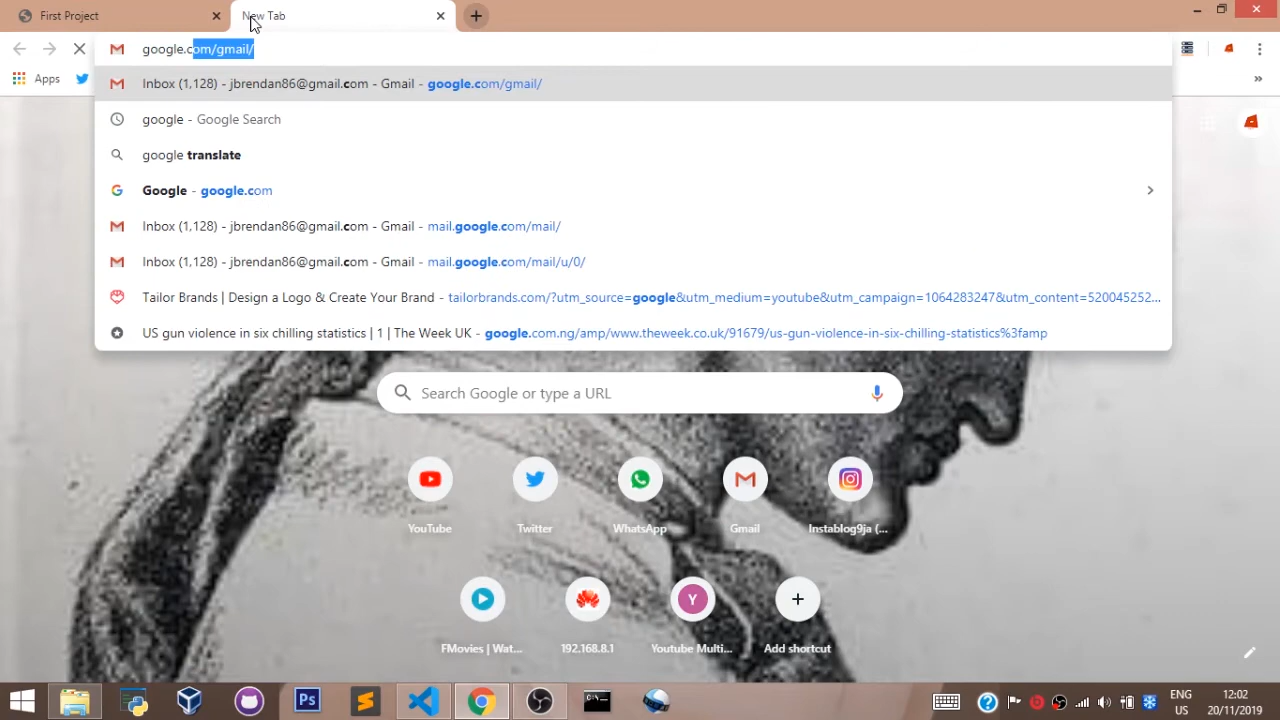 First Project
New Tab
google.com/gmail/
Apps
»
Inbox (1,128) - jbrendan86@gmail.com - Gmail - google.com/gmail/
google - Google Search
google translate
Google - google.com
Inbox (1,128) - jbrendan86@gmail.com - Gmail - mail.google.com/mail/
Inbox (1,128) - jbrendan86@gmail.com - Gmail - mail.google.com/mail/u/0/
Tailor Brands | Design a Logo & Create Your Brand - tailorbrands.com/?utm_source=google&utm_medium=youtube&utm_campaign=1064283247&utm_content=520045252...
US gun violence in six chilling statistics | 1 | The Week UK - google.com.ng/amp/www.theweek.co.uk/91679/us-gun-violence-in-six-chilling-statistics%3famp
Search Google or type a URL
YouTube
Twitter
WhatsApp
Gmail
Instablog9ja (...
Y
FMovies | Wat...
192.168.8.1
Youtube Multi...
Add shortcut
Ps
ENG
US
12:02
20/11/2019